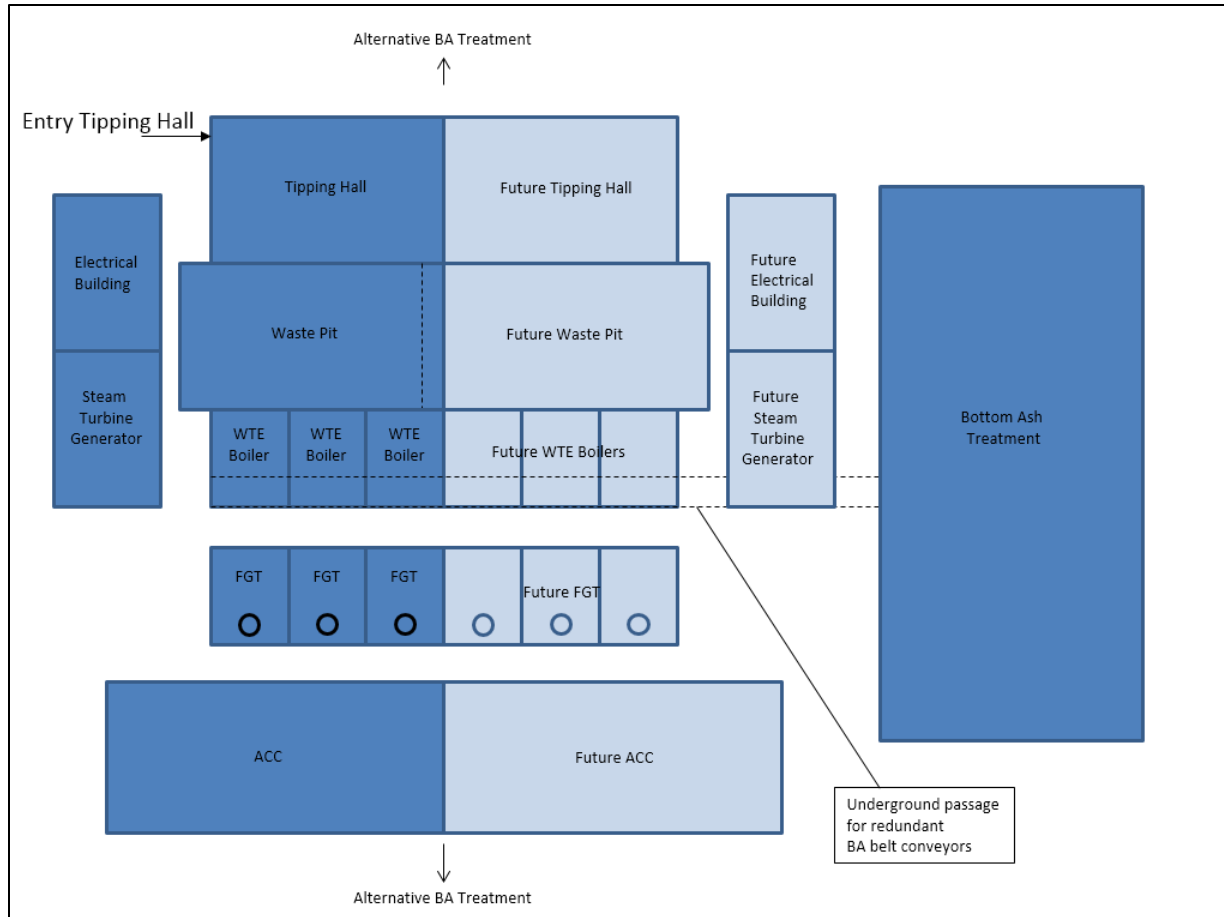 Alternative BA Treatment
Entry Tipping Hall
Tipping Hall
Future Tipping Hall
Electrical
Building
Future
Electrical
Building
Waste Pit
Future Waste Pit
Steam
Turbine
Generator
WTE
Boiler
WTE
Boiler
WTE
Boiler
Future WTE Boilers
Future
Steam
Turbine
Generator
Bottom Ash
Treatment
FGT
FGT
FGT
Future FGT
ACC
Future ACC
Underground passage
for redundant
BA belt conveyors
Alternative BA Treatment